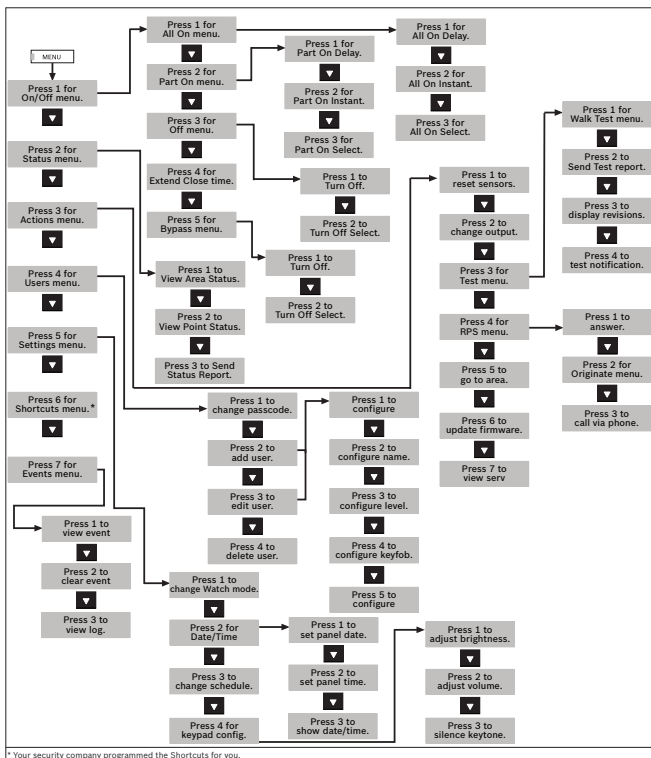 MENU
Press 1 for
On/Off menu.
Press 2 for
Status menu.
Press 3 for
Actions menu.
Press 4 for
Users menu.
Press 5 for
Settings menu.
Press 6 for
Shortcuts menu.*
Press 7 for
Events menu.
Press 1 for
All On menu.
Press 2 for
Part On menu.
Press 3 for
Off menu.
Press 4 for
Extend Close time.
Press 5 for
Bypass menu.
Press 1 for
Part On Delay.
Press 2 for
Part On Instant.
Press 3 for
Part On Select.
Press 1 for
All On Delay.
Press 2 for
All On Instant.
Press 3 for
All On Select.
Press 1 to
Turn Off.
Press 2 to
Turn Off Select.
Press 1 to
Turn Off.
Press 2 to
Turn Off Select.
Press 1 to
View Area Status.
Press 2 to
View Point Status.
Press 3 to Send
Status Report.
Press 1 to
reset sensors.
Press 2 to
change output.
Press 3 for
Test menu.
Press 4 for
RPS menu.
Press 5 to
go to area.
Press 6 to
update firmware.
Press 7 to
view serv
Press 1 for
Walk Test menu.
Press 2 to
Send Test report.
Press 3 to
display revisions.
Press 4 to
test notification.
Press 1 to
answer.
Press 2 for
Originate menu.
Press 3 to
call via phone.
Press 1 to
change passcode.
Press 2 to
add user.
Press 3 to
edit user.
Press 4 to
delete user.
Press 1 to
configure
Press 2 to
configure name.
Press 3 to
configure level.
Press 4 to
configure keyfob.
Press 5 to
configure
Press 1 to
view event
Press 2 to
clear event
Press 3 to
view log.
Press 1 to
change Watch mode.
Press 2 for
Date/Time
Press 3 to
change schedule.
Press 4 for
keypad config.
Press 1 to
set panel date.
Press 2 to
set panel time.
Press 3 to
show date/time.
Press 1 to
adjust brightness.
Press 2 to
adjust volume.
Press 3 to
silence keytone.
* Your security company programmed the Shortcuts for you.